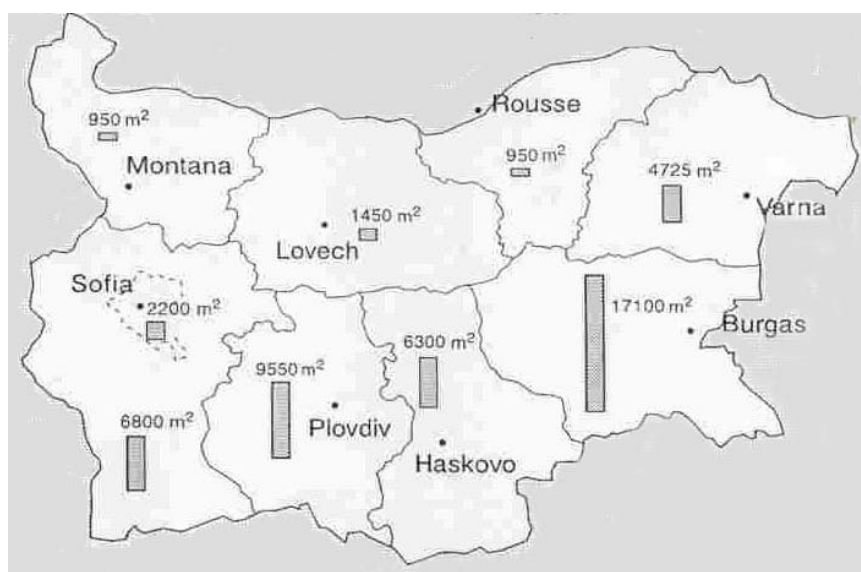 Rousse
950 m²
Montana
950 m²
4725 m²
Varna
1450 m²
Lovech
Sofia
2200 m²
17100 m²
Burgas
6300 m²
9550 m²
Plovdiv
6800 m²
Haskovo